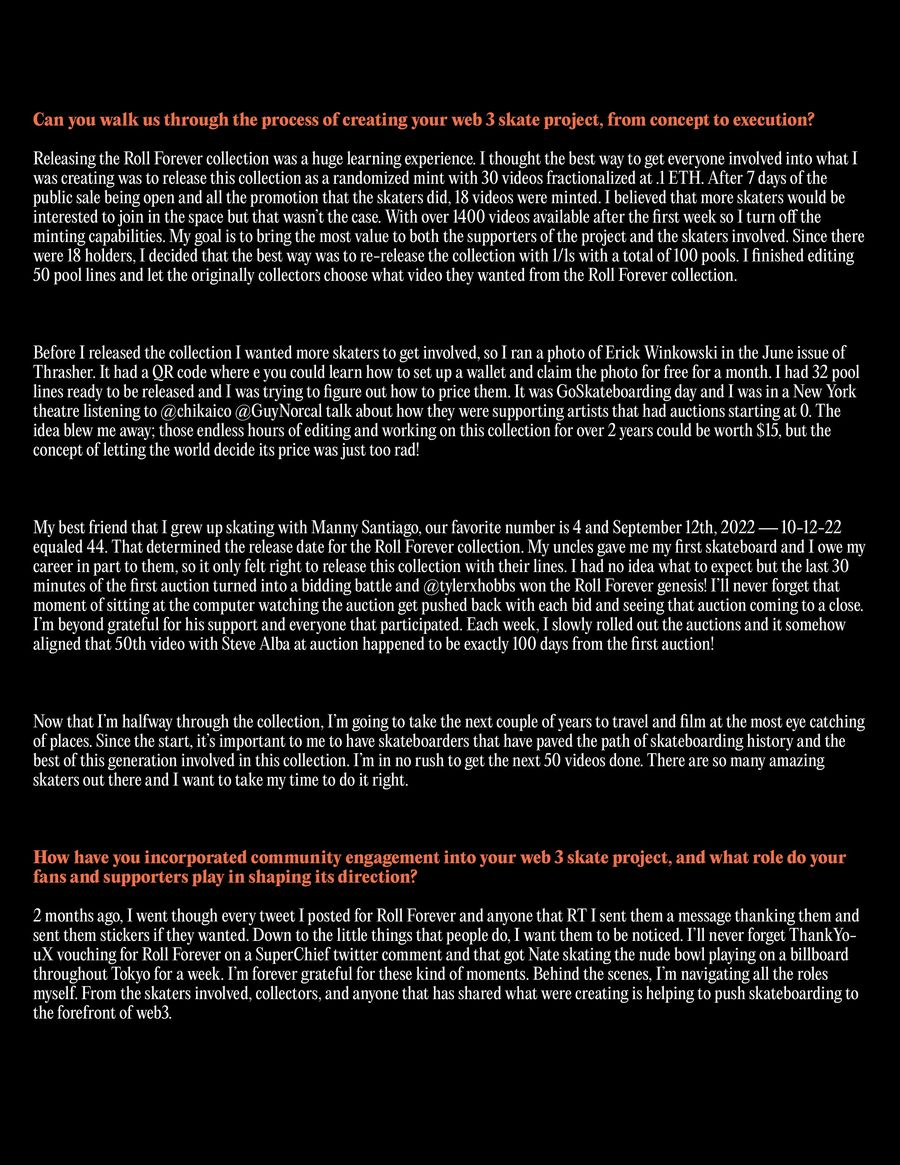 Can you walk us through the process of creating your web 3 skate project, from concept to execution?
Releasing the Roll Forever collection was a huge learning experience. I thought the best way to get everyone involved into what I
was creating was to release this collection as a randomized mint with 30 videos fractionalized at .1 ETH. After 7 days of the
public sale being open and all the promotion that the skaters did, 18 videos were minted. I believed that more skaters would be
interested to join in the space but that wasn't the case. With over 1400 videos available after the first week so I turn off the
minting capabilities. My goal is to bring the most value to both the supporters of the project and the skaters involved. Since there
were 18 holders, I decided that the best way was to re-release the collection with 1/1s with a total of 100 pools. I finished editing
50 pool lines and let the originally collectors choose what video they wanted from the Roll Forever collection.
Before I released the collection I wanted more skaters to get involved, so I ran a photo of Erick Winkowski in the June issue of
Thrasher. It had a QR code where e you could learn how to set up a wallet and claim the photo for free for a month. I had 32 pool
lines ready to be released and I was trying to figure out how to price them. It was GoSkateboarding day and I was in a New York
theatre listening to @chikaico @GuyNorcal talk about how they were supporting artists that had auctions starting at 0. The
idea blew me away; those endless hours of editing and working on this collection for over 2 years could be worth $15, but the
concept of letting the world decide its price was just too rad!
My best friend that I grew up skating with Manny Santiago, our favorite number is 4 and September 12th, 2022 — 10-12-22
equaled 44. That determined the release date for the Roll Forever collection. My uncles gave me my first skateboard and I owe my
career in part to them, so it only felt right to release this collection with their lines. I had no idea what to expect but the last 30
minutes of the first auction turned into a bidding battle and @tylerxhobbs won the Roll Forever genesis! I'll never forget that
moment of sitting at the computer watching the auction get pushed back with each bid and seeing that auction coming to a close.
I'm beyond grateful for his support and everyone that participated. Each week, I slowly rolled out the auctions and it somehow
aligned that 50th video with Steve Alba at auction happened to be exactly 100 days from the first auction!
Now that I'm halfway through the collection, I'm going to take the next couple of years to travel and film at the most eye catching
of places. Since the start, it's important to me to have skateboarders that have paved the path of skateboarding history and the
best of this generation involved in this collection. I'm in no rush to get the next 50 videos done. There are so many amazing
skaters out there and I want to take my time to do it right.
How have you incorporated community engagement into your web 3 skate project, and what role do your
fans and supporters play in shaping its direction?
2 months ago, I went though every tweet I posted for Roll Forever and anyone that RT I sent them a message thanking them and
sent them stickers if they wanted. Down to the little things that people do, I want them to be noticed. I'll never forget ThankYo-
uX vouching for Roll Forever on a SuperChief twitter comment and that got Nate skating the nude bowl playing on a billboard
throughout Tokyo for a week. I'm forever grateful for these kind of moments. Behind the scenes, I'm navigating all the roles
myself. From the skaters involved, collectors, and anyone that has shared what were creating is helping to push skateboarding to
the forefront of web3.